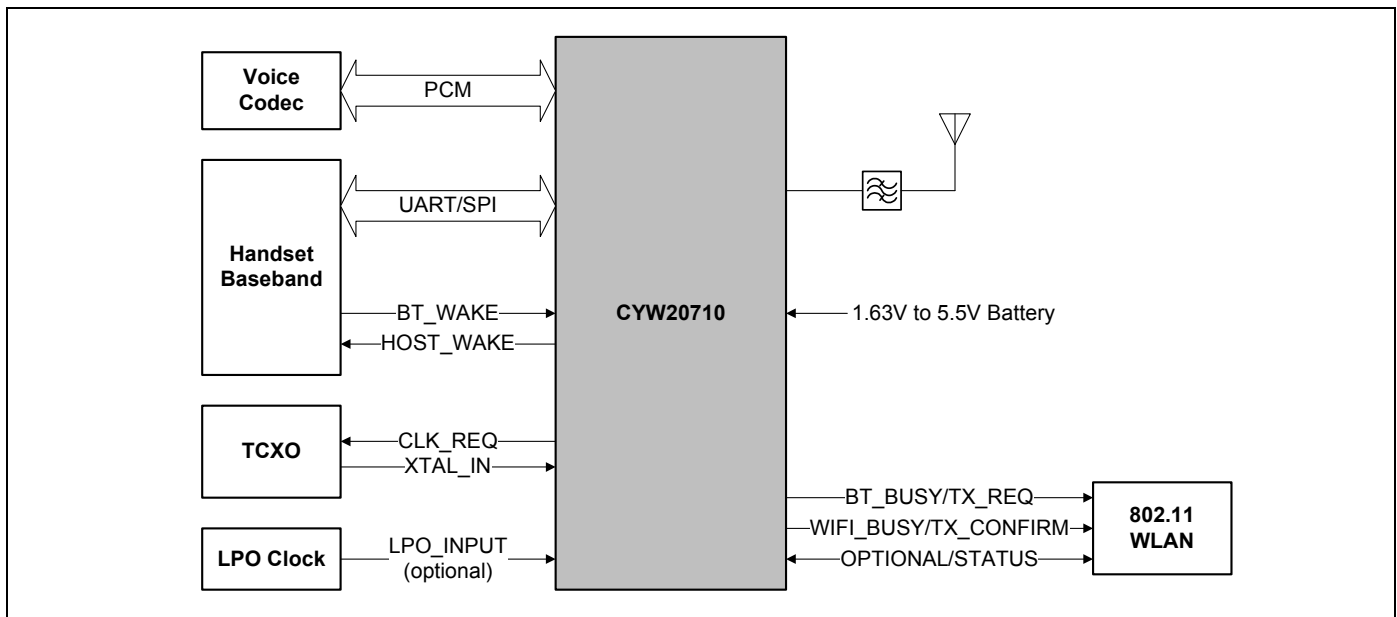 Voice
Codec
PCM
Handset
Baseband
UART/SPI
BT_WAKE
HOST_WAKE
TCXO
CLK_REQ
XTAL_IN
LPO Clock
LPO_INPUT
(optional)
CYW20710
1.63V to 5.5V Battery
BT_BUSY/TX_REQ
WIFI_BUSY/TX_CONFIRM
OPTIONAL/STATUS
802.11
WLAN